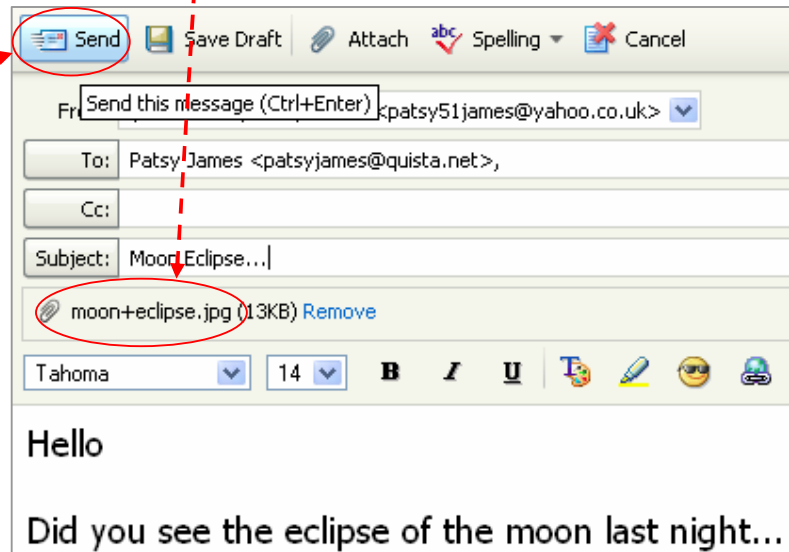 Send Save Draft Attach abc Spelling Cancel
Send this message (Ctrl+Enter)
Fr <patsy51james@yahoo.co.uk>
To: Patsy James <patsyjames@quista.net>,
Cc:
Subject: Moon Eclipse...
moon+eclipse.jpg (13KB) Remove
Tahoma 14 B I U T
Hello
Did you see the eclipse of the moon last night...